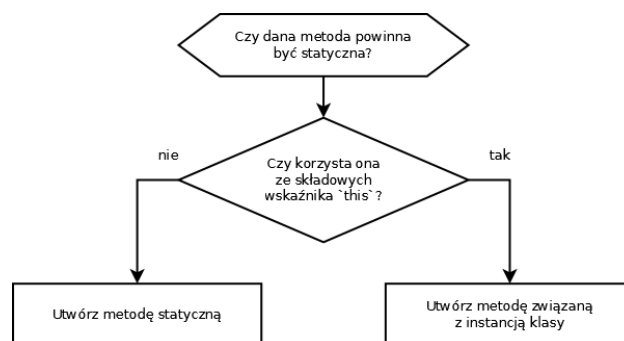 Czy dana metoda powinna
być statyczna?
nie
tak
Czy korzysta ona
ze składowych
wskaźnika `this`?
Utwórz metodę statyczną
Utwórz metodę związaną
z instancją klasy